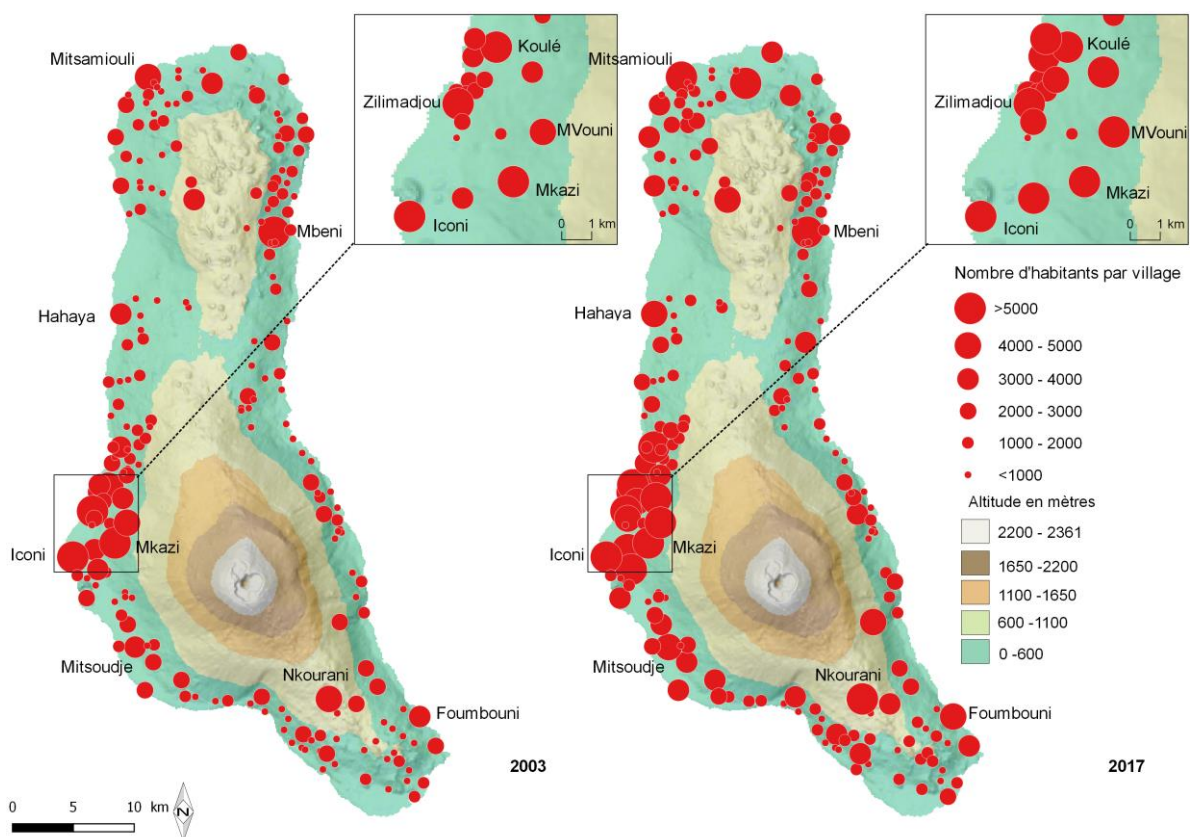 Mitsamiouli
Mbeni
Hahaya
Iconi
Mkazi
Mitsoudje
Nkourani
Foumbouni
2003
Koulé
Zilimadjou
MVouni
Mkazi
Iconi
0 1 km
0 5 10 km
N
Mitsamiouli
Mbeni
Hahaya
Iconi
Mkazi
Mitsoudje
Nkourani
Foumbouni
2017
Koulé
Zilimadjou
MVouni
Mkazi
Iconi
0 1 km
Nombre d'habitants par village
>5000
4000 - 5000
3000 - 4000
2000 - 3000
1000 - 2000
<1000
Altitude en mètres
2200 - 2361
1650 -2200
1100 -1650
600 -1100
0 -600